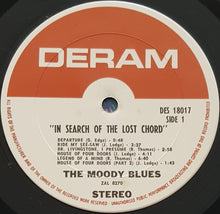 DERAM
DES 18017
SIDE 1
"IN SEARCH OF THE LOST CHORD"
DEPARTURE (G. Edge) - 0:48
RIDE MY SEE-SAW (J. Lodge) - 3:37
DR. LIVINGSTONE, I PRESUME (R. Thomas) - 2:58
HOUSE OF FOUR DOORS (J. Lodge) - 4:11
LEGEND OF A MIND (R. Thomas) - 6:36
HOUSE OF FOUR DOORS (PART 2) (J. Lodge) - 1:45
THE MOODY BLUES
ZAL 8270
STEREO